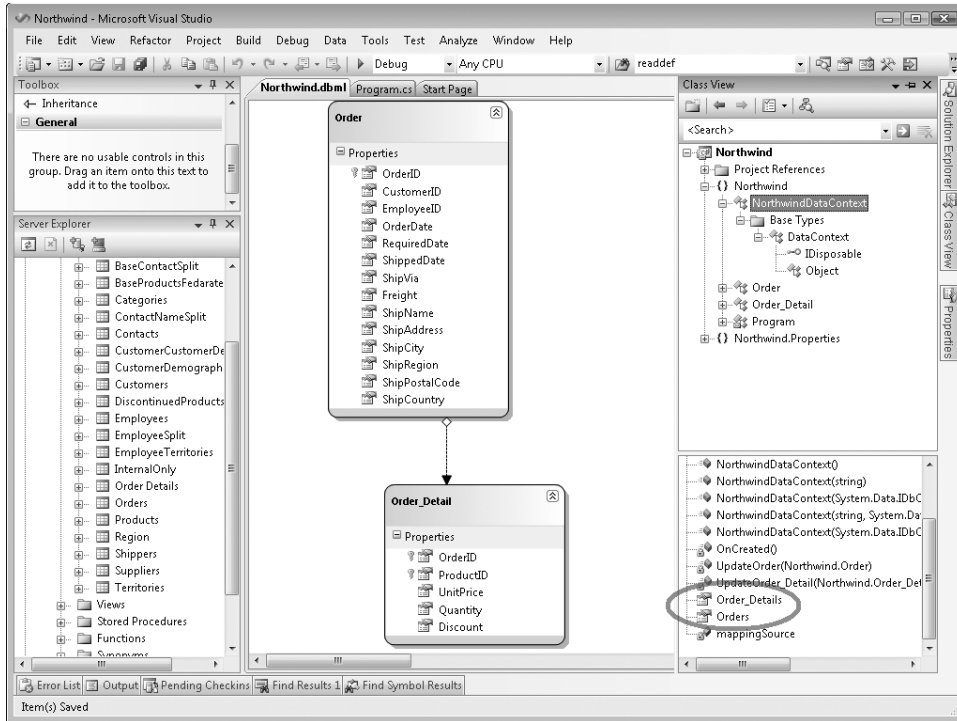 Northwind - Microsoft Visual Studio
File Edit View Refactor Project Build Debug Data Tools Test Analyze Window Help
Debug Any CPU readdef
Toolbox
Inheritance
General
There are no usable controls in this
group. Drag an item onto this text to
add it to the toolbox.
Server Explorer
BaseContactSplit
BaseProductsFedarate
Categories
ContactNameSplit
Contacts
CustomerCustomerDe
CustomerDemograph
Customers
DiscontinuedProducts
Employees
EmployeeSplit
EmployeeTerritories
InternalOnly
Order Details
Orders
Products
Region
Shippers
Suppliers
Territories
Views
Stored Procedures
Functions
Synonyms
Northwind.dbml Program.cs Start Page
Order
Properties
OrderID
CustomerID
EmployeeID
OrderDate
RequiredDate
ShippedDate
ShipVia
Freight
ShipName
ShipAddress
ShipCity
ShipRegion
ShipPostalCode
ShipCountry
Order_Detail
Properties
OrderID
ProductID
UnitPrice
Quantity
Discount
Class View
<Search>
Northwind
Project References
{} Northwind
NorthwindDataContext
Base Types
DataContext
IDisposable
Object
Order
Order_Detail
Program
{} Northwind.Properties
NorthwindDataContext()
NorthwindDataContext(string)
NorthwindDataContext(System.Data.IDbC
NorthwindDataContext(string, System.Da
NorthwindDataContext(System.Data.IDbC
OnCreated()
UpdateOrder(Northwind.Order)
UpdateOrder_Detail(Northwind.Order_Det
Order_Details
Orders
mappingSource
Solution Explorer
Class View
Properties
Error List Output Pending Checkins Find Results 1 Find Symbol Results
Item(s) Saved